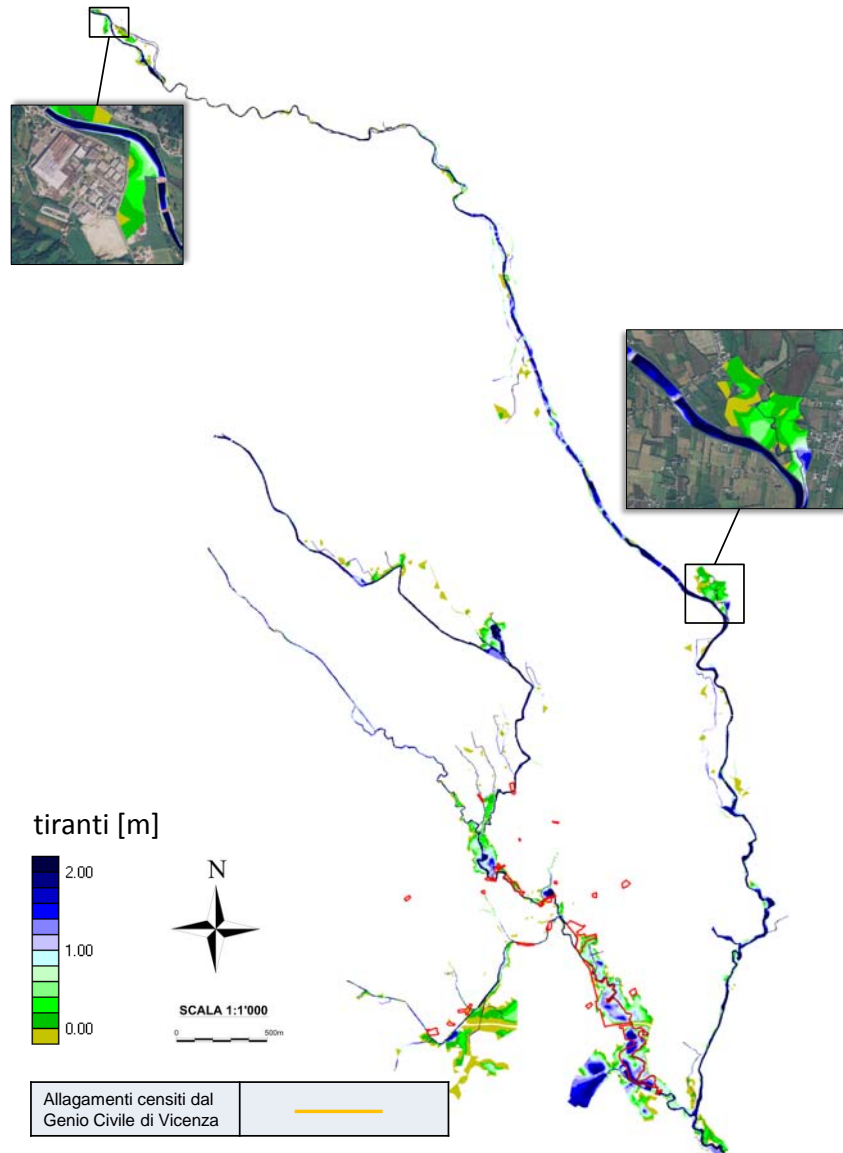 tiranti [m]
2.00
1.00
0.00
N
SCALA 1:1'000
0
500m
Allagamenti censiti dal
Genio Civile di Vicenza